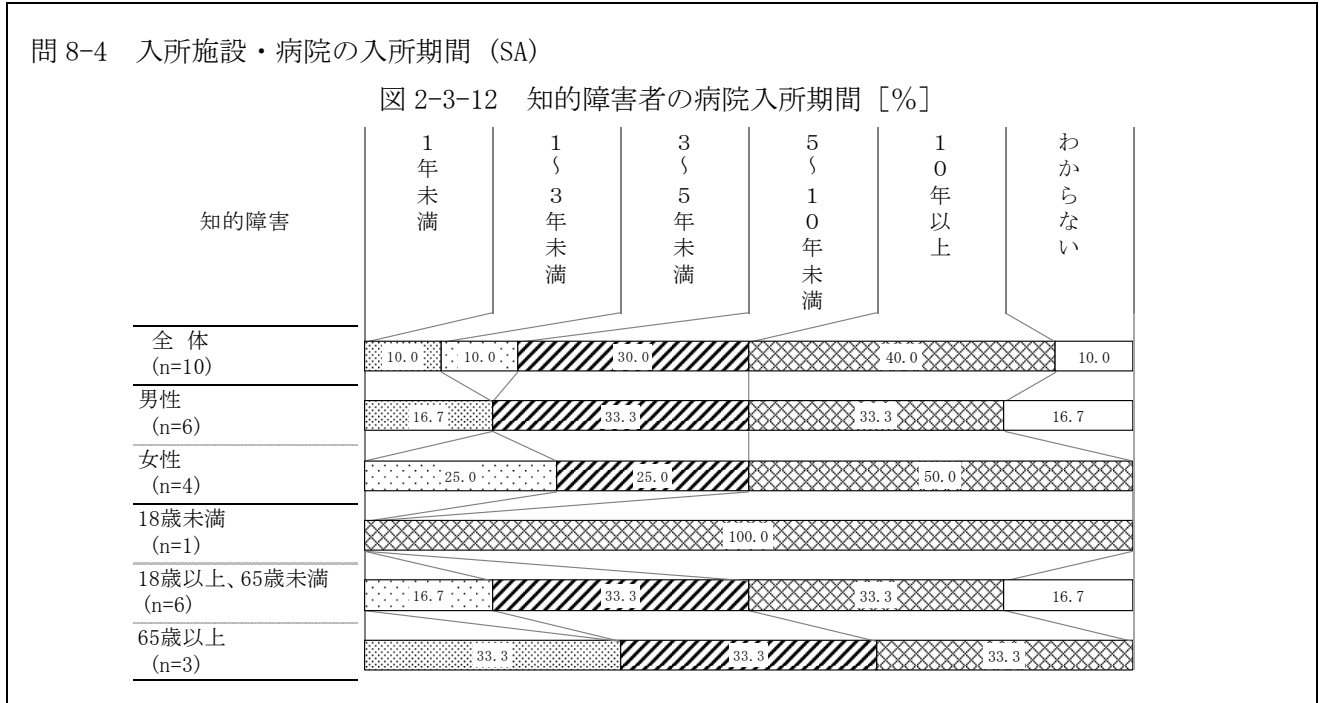 問 8-4　入所施設・病院の入所期間（SA）
図 2-3-12　知的障害者の病院入所期間［％］
知的障害
１年未満
１～３年未満
３～５年未満
５～１０年未満
１０年以上
わからない
全 体
(n=10)
10.0 10.0 30.0 40.0 10.0
男性
(n=6)
16.7 33.3 33.3 16.7
女性
(n=4)
25.0 25.0 50.0
18歳未満
(n=1)
100.0
18歳以上、65歳未満
(n=6)
16.7 33.3 33.3 16.7
65歳以上
(n=3)
33.3 33.3 33.3